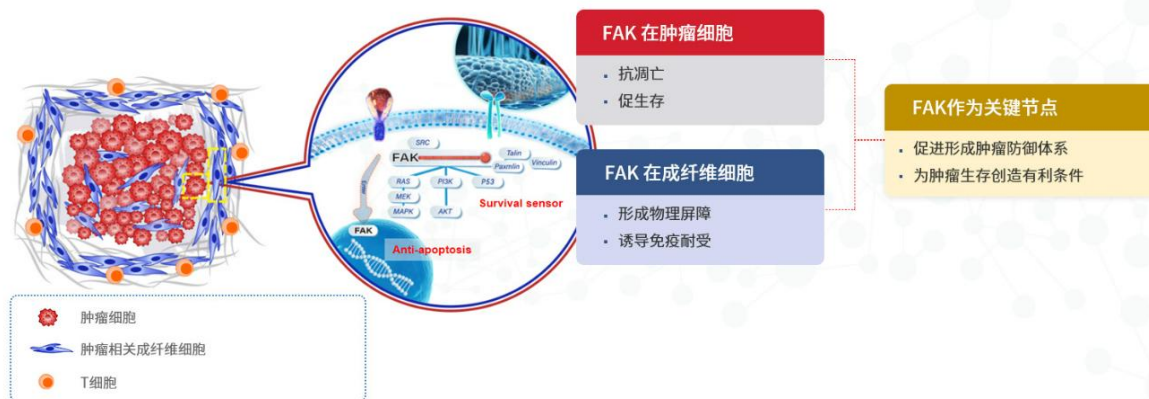 FAK 在肿瘤细胞
· 抗凋亡
· 促生存
FAK 在成纤维细胞
· 形成物理屏障
· 诱导免疫耐受
FAK作为关键节点
· 促进形成肿瘤防御体系
· 为肿瘤生存创造有利条件
SRC
FAK
Talin
Paxmlin
Vinculin
RAS
PI3K
P53
MEK
MAPK
AKT
Survival sensor
FAK
Anti-apoptosis
肿瘤细胞
肿瘤相关成纤维细胞
T细胞